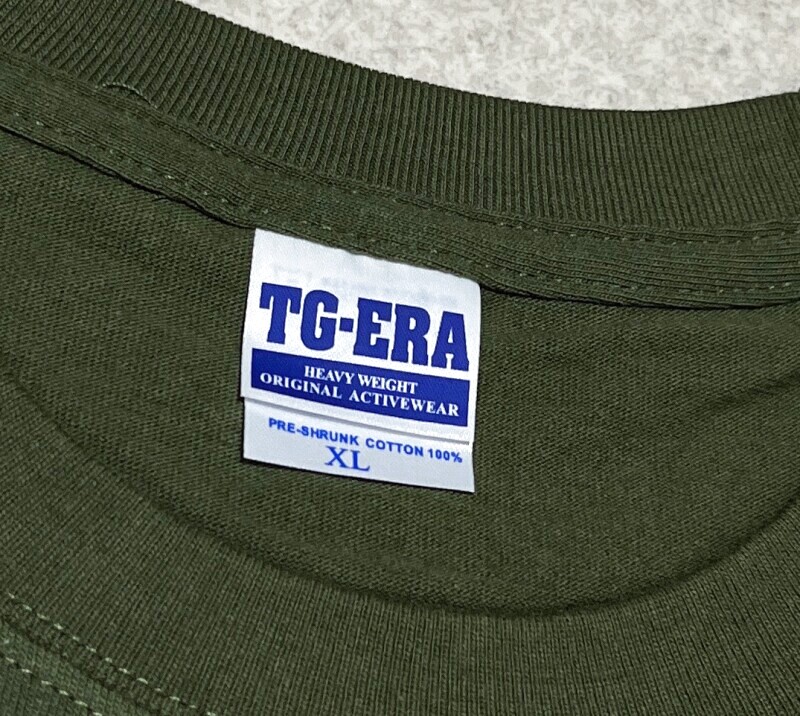 TG-ERA
HEAVY WEIGHT
ORIGINAL ACTIVEWEAR
PRE-SHRUNK COTTON 100%
XL